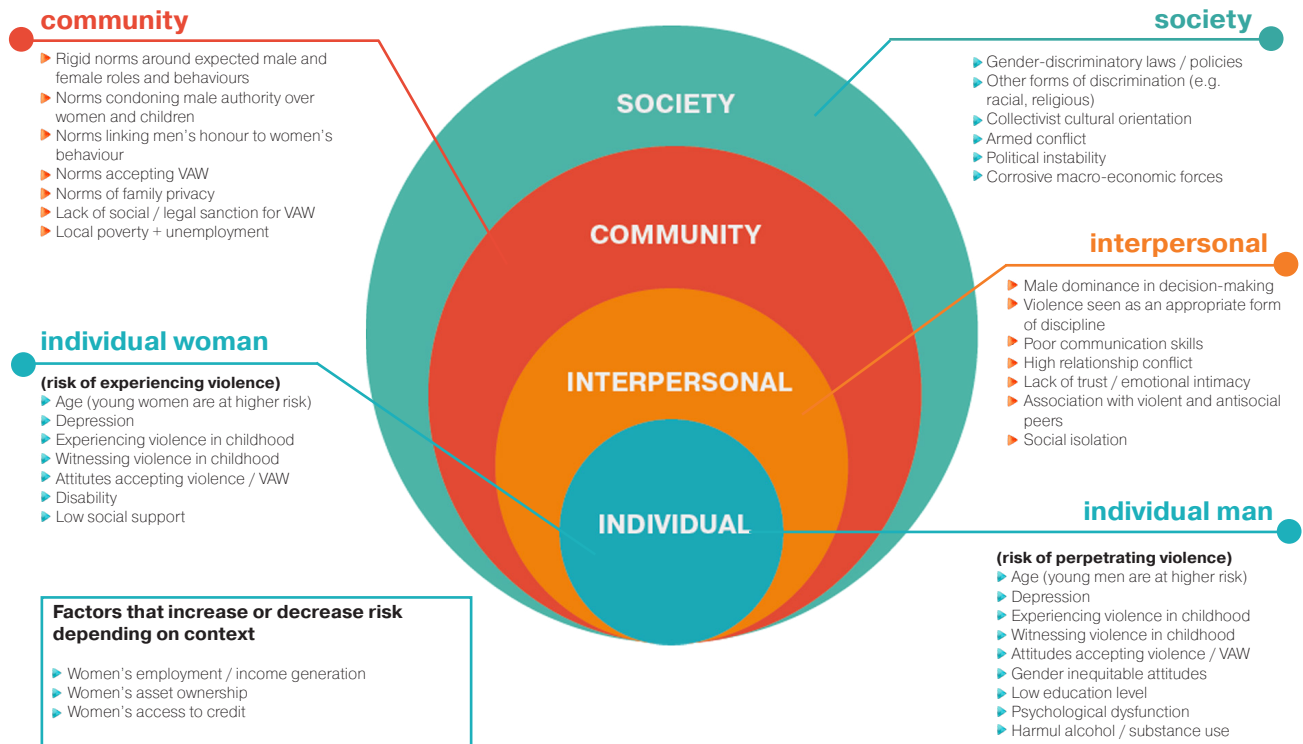 community
Rigid norms around expected male and
female roles and behaviours
Norms condoning male authority over
women and children
Norms linking men's honour to women's
behaviour
Norms accepting VAW
Norms of family privacy
Lack of social / legal sanction for VAW
Local poverty + unemployment
society
Gender-discriminatory laws / policies
Other forms of discrimination (e.g.
racial, religious)
Collectivist cultural orientation
Armed conflict
Political instability
Corrosive macro-economic forces
SOCIETY
COMMUNITY
INTERPERSONAL
INDIVIDUAL
interpersonal
Male dominance in decision-making
Violence seen as an appropriate form
of discipline
Poor communication skills
High relationship conflict
Lack of trust / emotional intimacy
Association with violent and antisocial
peers
Social isolation
individual woman
(risk of experiencing violence)
Age (young women are at higher risk)
Depression
Experiencing violence in childhood
Witnessing violence in childhood
Attitutes accepting violence / VAW
Disability
Low social support
individual man
(risk of perpetrating violence)
Age (young men are at higher risk)
Depression
Experiencing violence in childhood
Witnessing violence in childhood
Attitudes accepting violence / VAW
Gender inequitable attitudes
Low education level
Psychological dysfunction
Harmul alcohol / substance use
Factors that increase or decrease risk
depending on context
Women's employment / income generation
Women's asset ownership
Women's access to credit